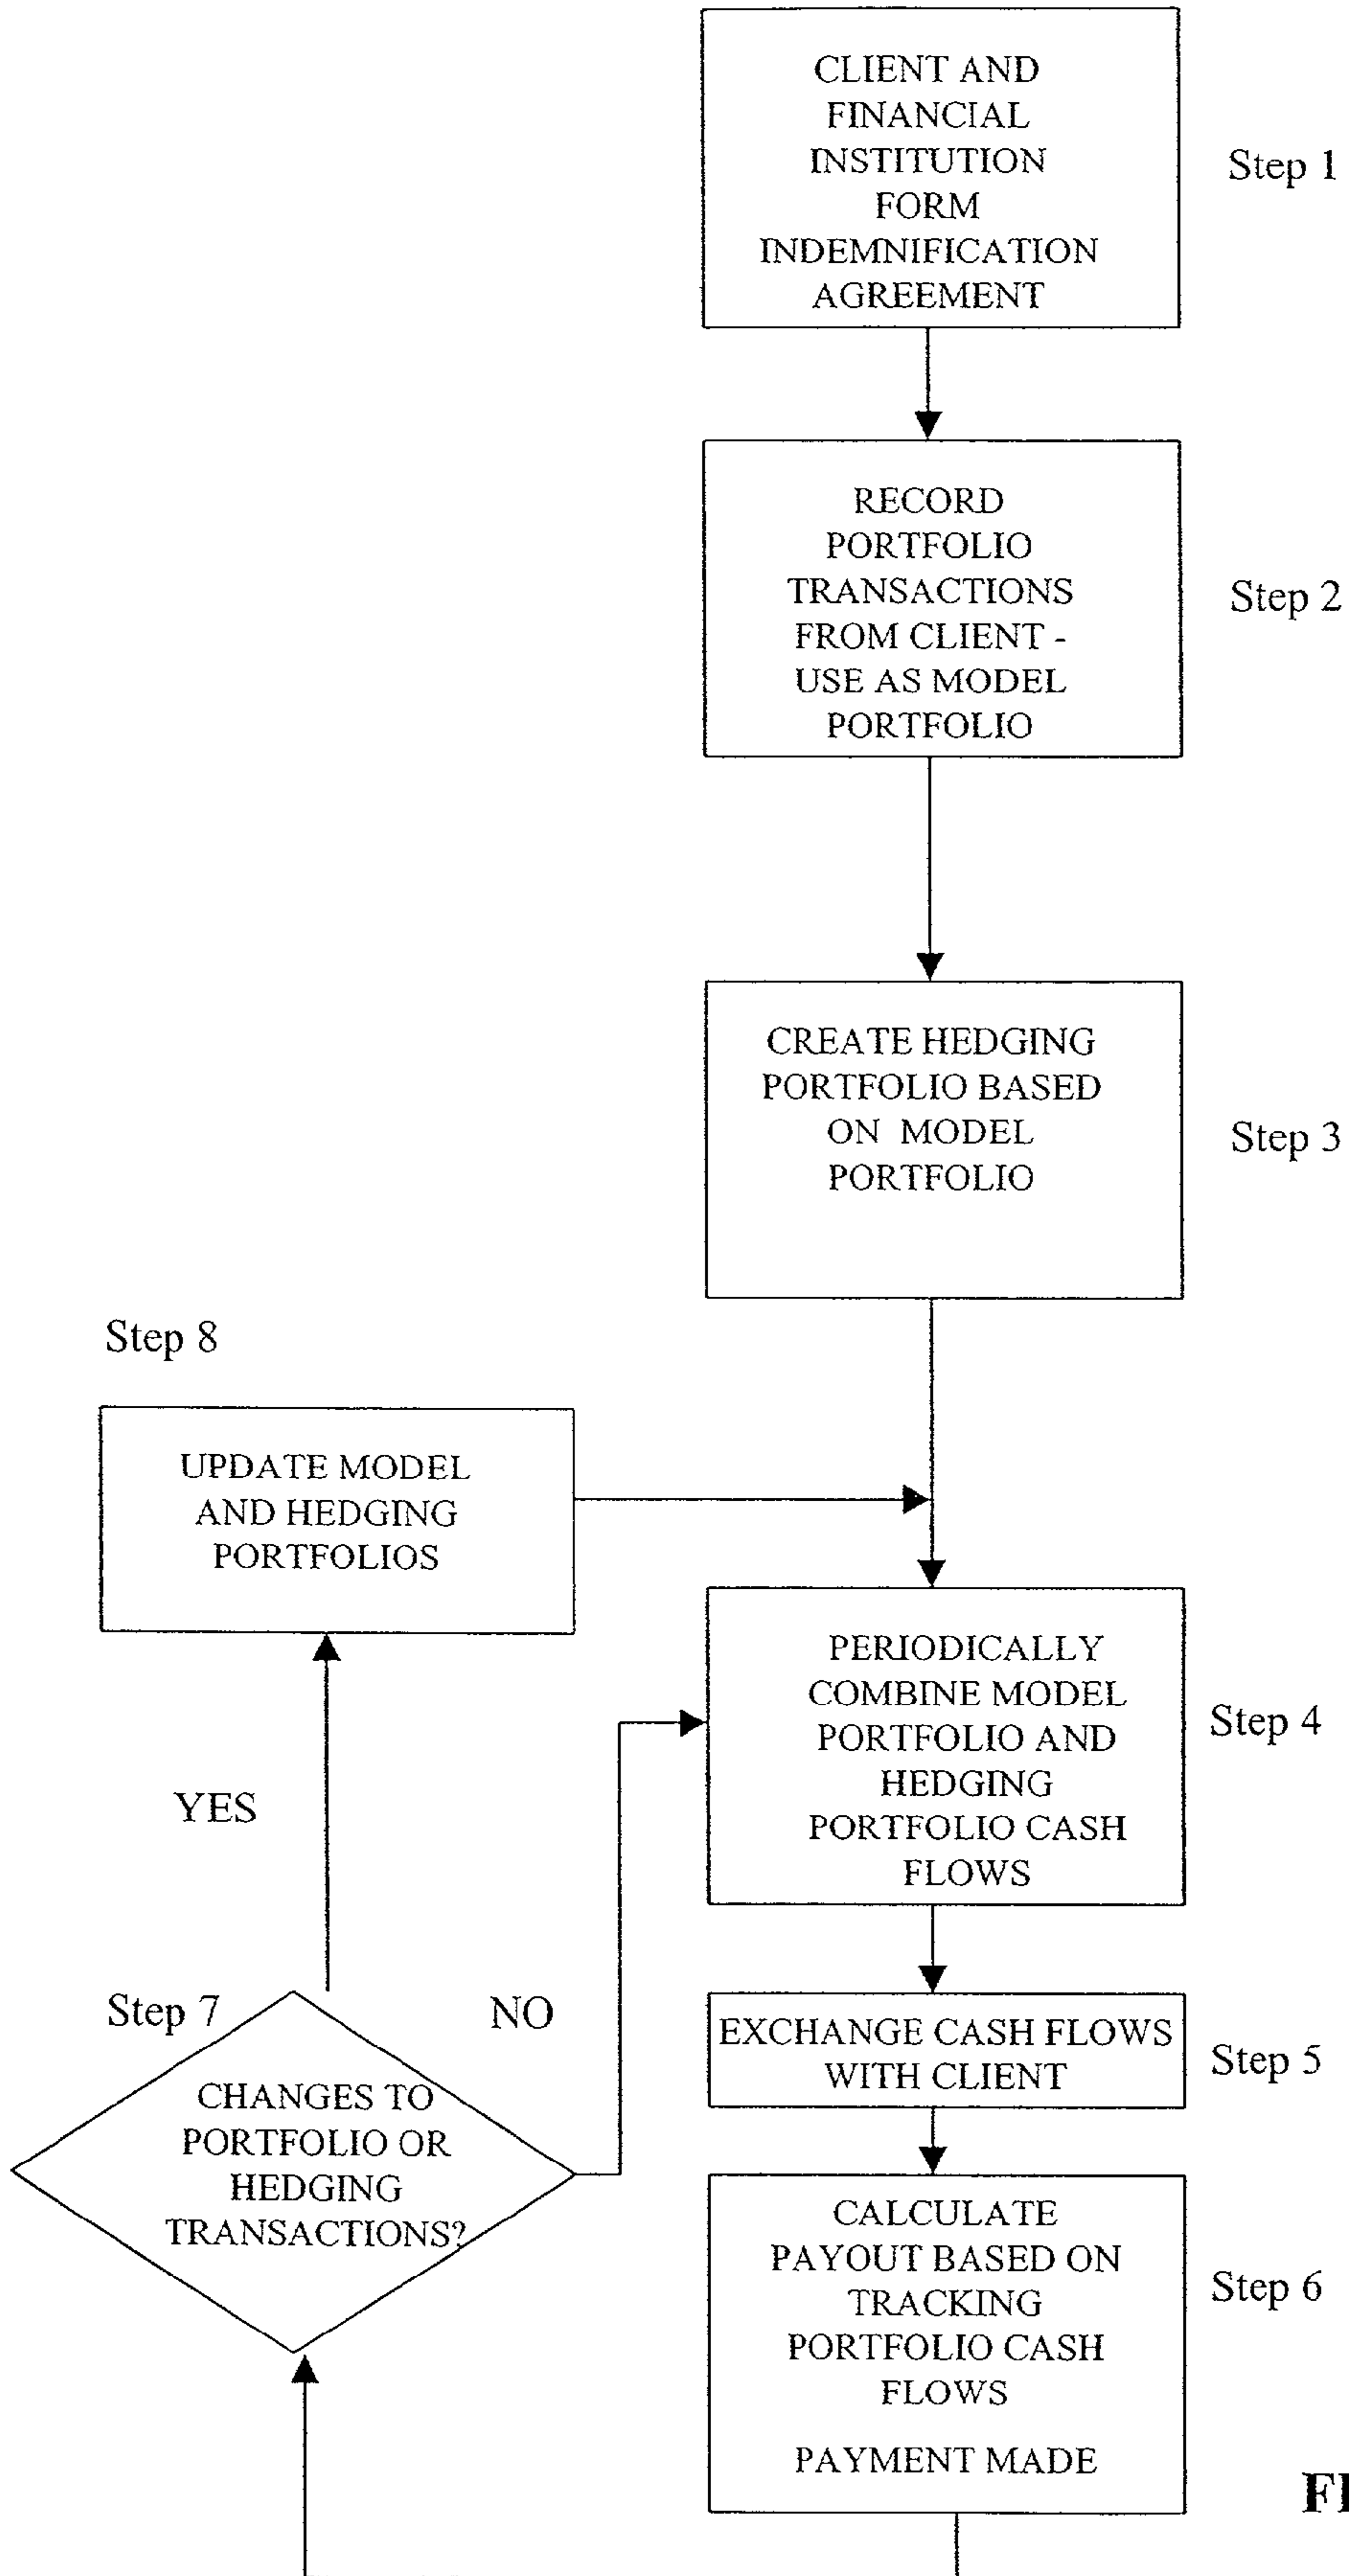 CLIENT AND
FINANCIAL
INSTITUTION
FORM
INDEMNIFICATION
AGREEMENT
Step 1
RECORD
PORTFOLIO
TRANSACTIONS
FROM CLIENT -
USE AS MODEL
PORTFOLIO
Step 2
CREATE HEDGING
PORTFOLIO BASED
ON MODEL
PORTFOLIO
Step 3
Step 8
UPDATE MODEL
AND HEDGING
PORTFOLIOS
PERIODICALLY
COMBINE MODEL
PORTFOLIO AND
HEDGING
PORTFOLIO CASH
FLOWS
Step 4
YES
Step 7
NO
CHANGES TO
PORTFOLIO OR
HEDGING
TRANSACTIONS?
EXCHANGE CASH FLOWS
WITH CLIENT
Step 5
CALCULATE
PAYOUT BASED ON
TRACKING
PORTFOLIO CASH
FLOWS
PAYMENT MADE
Step 6